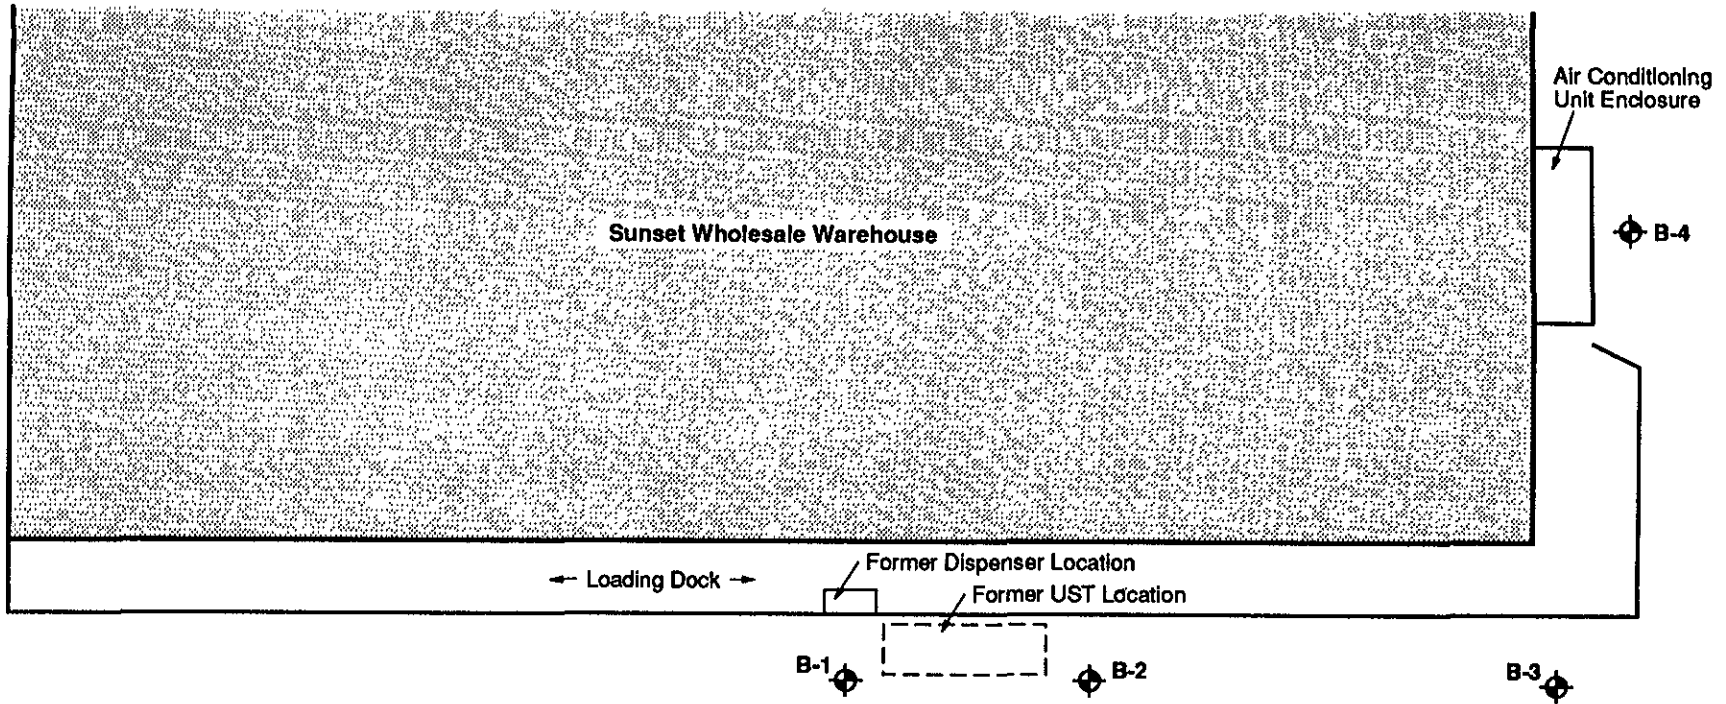 Air Conditioning
Unit Enclosure
Sunset Wholesale Warehouse
B-4
Former Dispenser Location
Loading Dock
Former UST Location
B-1
B-2
B-3